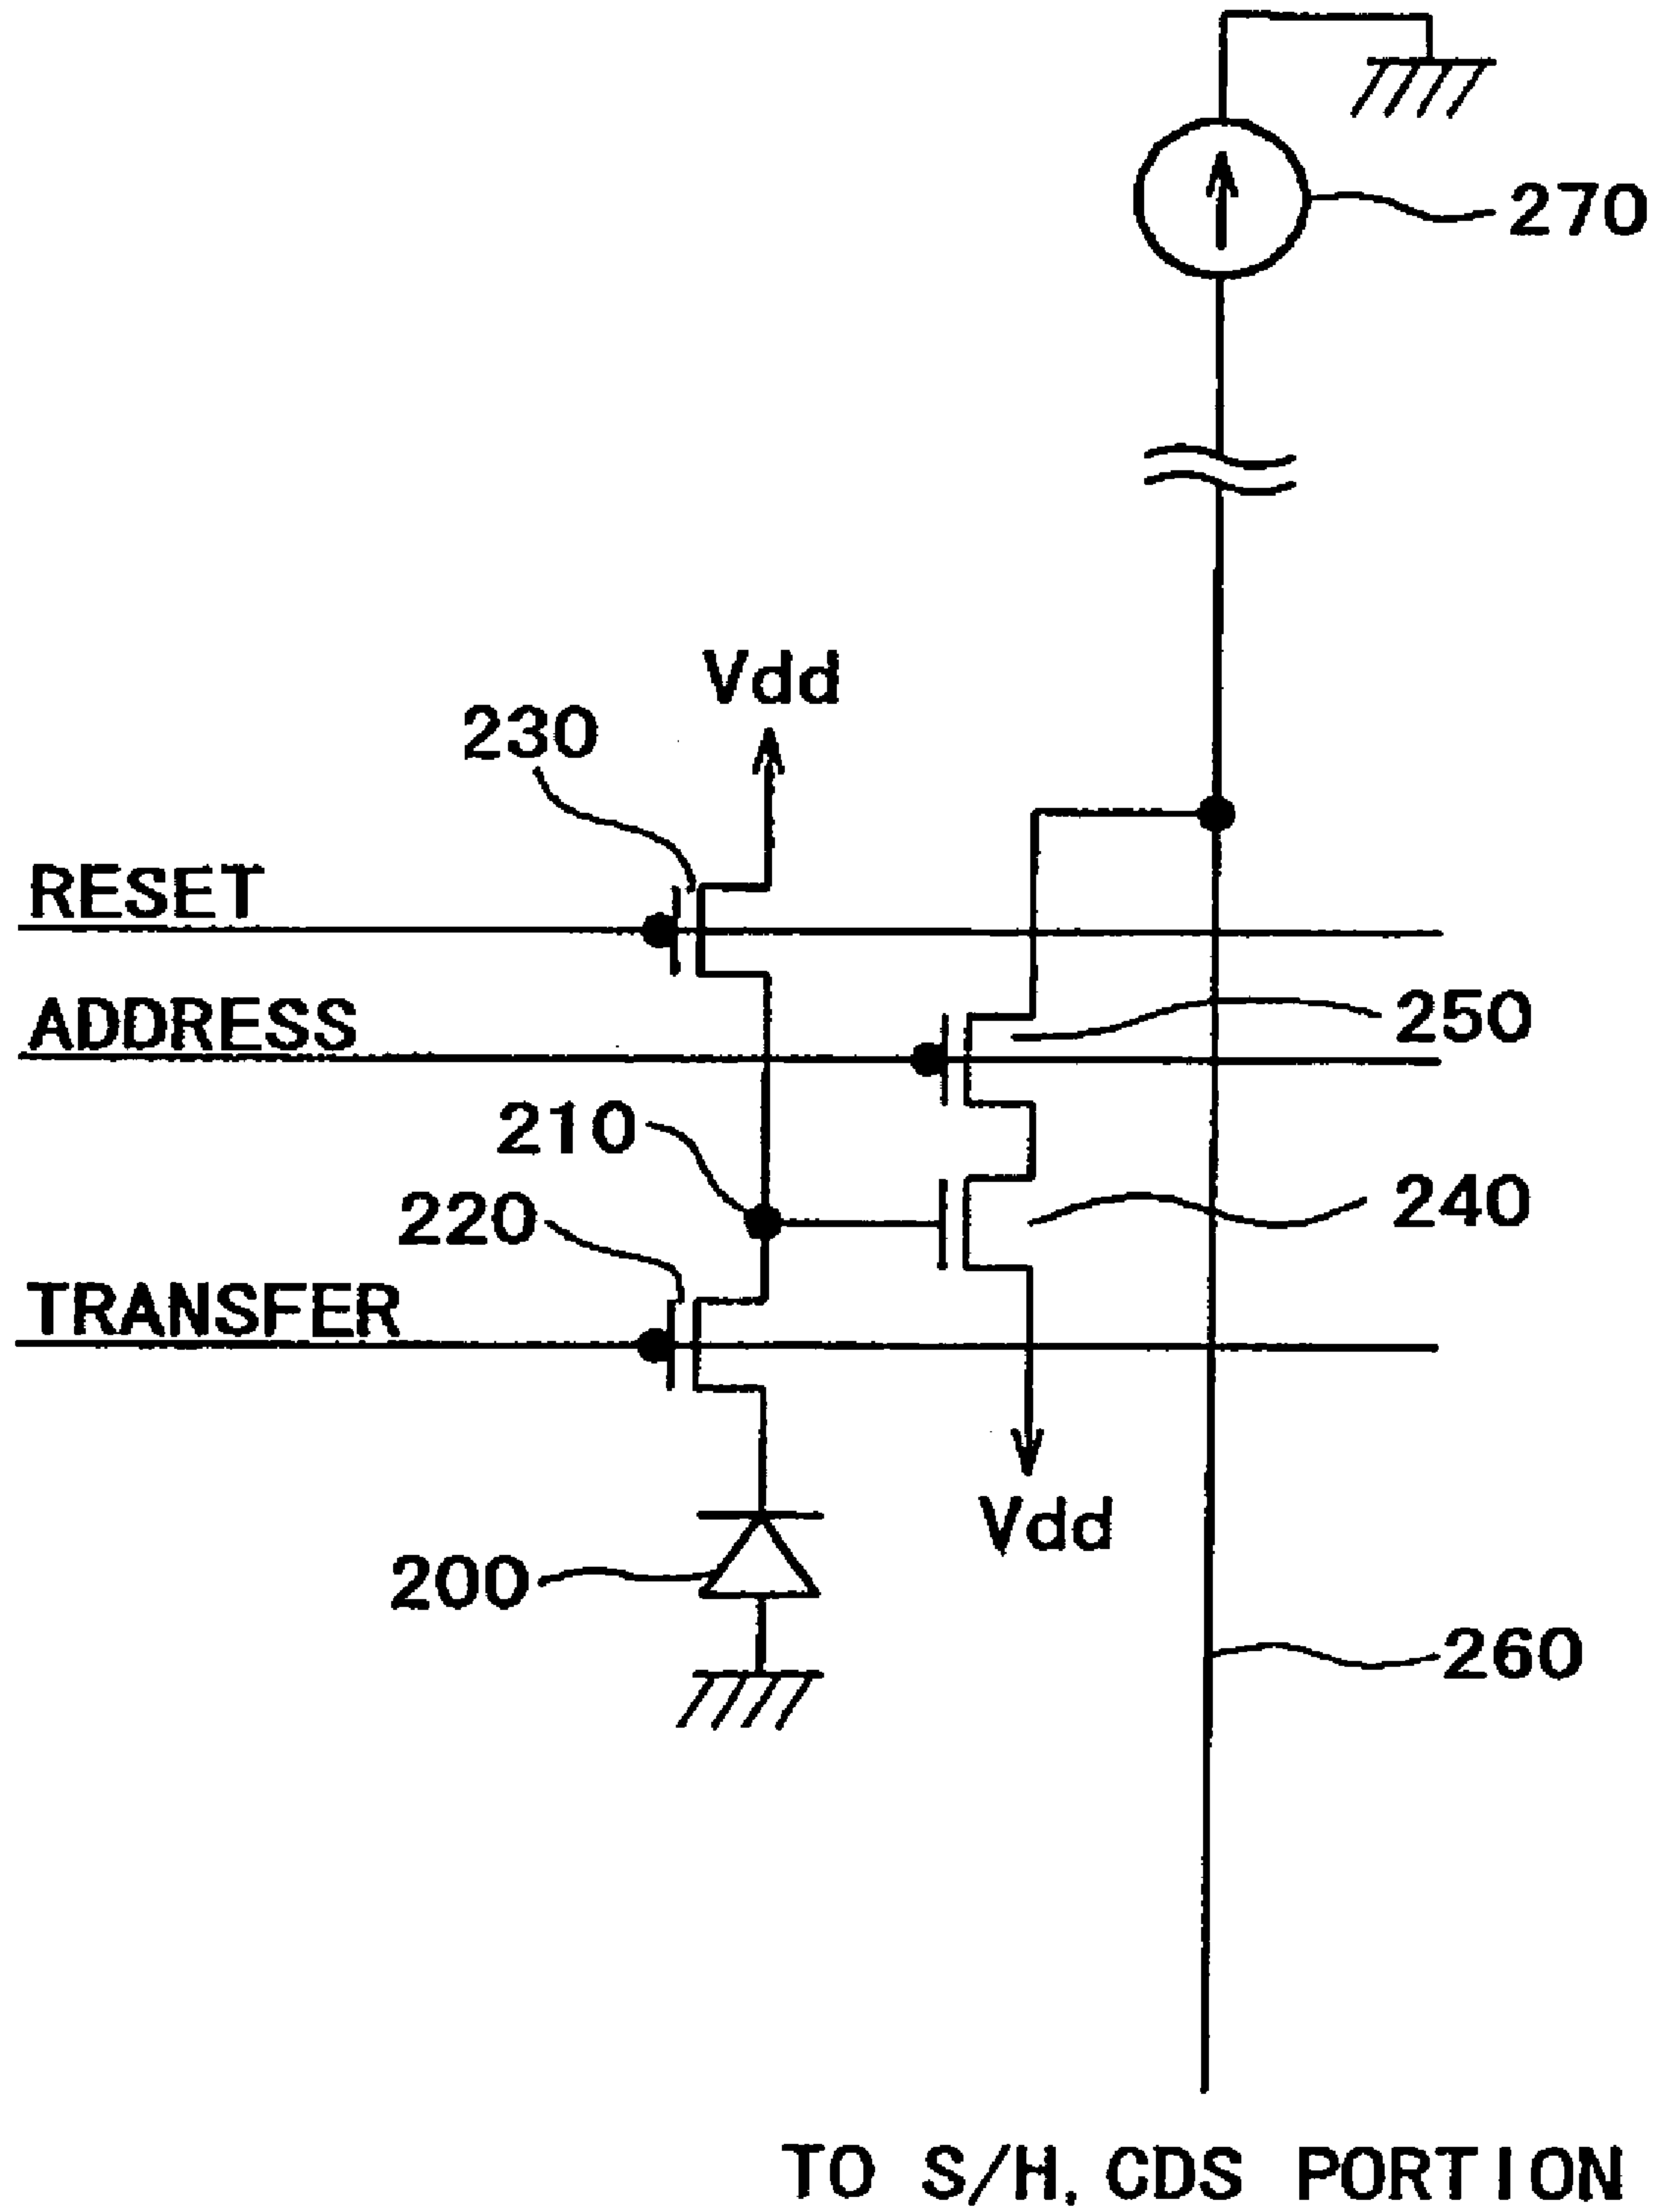 270
Vdd
230
RESET
ADDRESS
250
210
220
240
TRANSFER
Vdd
200
260
TO S/H, CDS PORTION